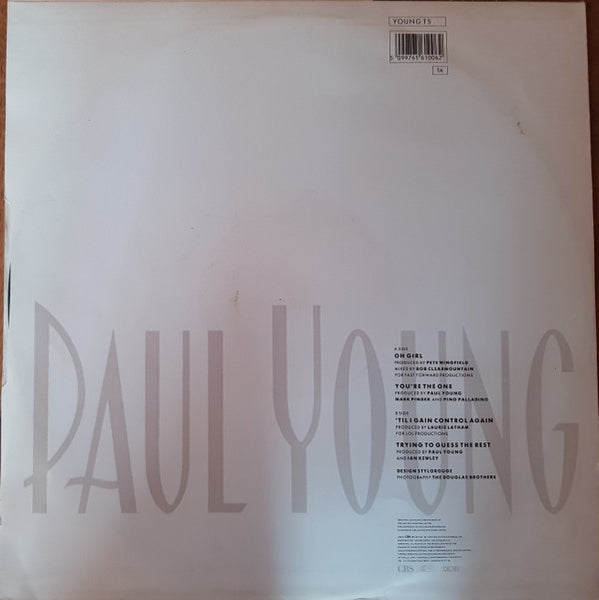 YOUNG T5
5 099765 610062
TA
PAUL YOUNG
A SIDE
OH GIRL
PRODUCED BY PETE WINGFIELD
MIXED BY BOB CLEARMOUNTAIN
FOR FAST FORWARD PRODUCTIONS
YOU'RE THE ONE
PRODUCED BY PAUL YOUNG
MARK PINDER AND PINO PALLADINO
B SIDE
'TIL I GAIN CONTROL AGAIN
PRODUCED BY LAURIE LATHAM
FOR LOL PRODUCTIONS
TRYING TO GUESS THE REST
PRODUCED BY PAUL YOUNG
AND IAN KEWLEY
DESIGN STYLOROUGE
PHOTOGRAPHY THE DOUGLAS BROTHERS
CBS